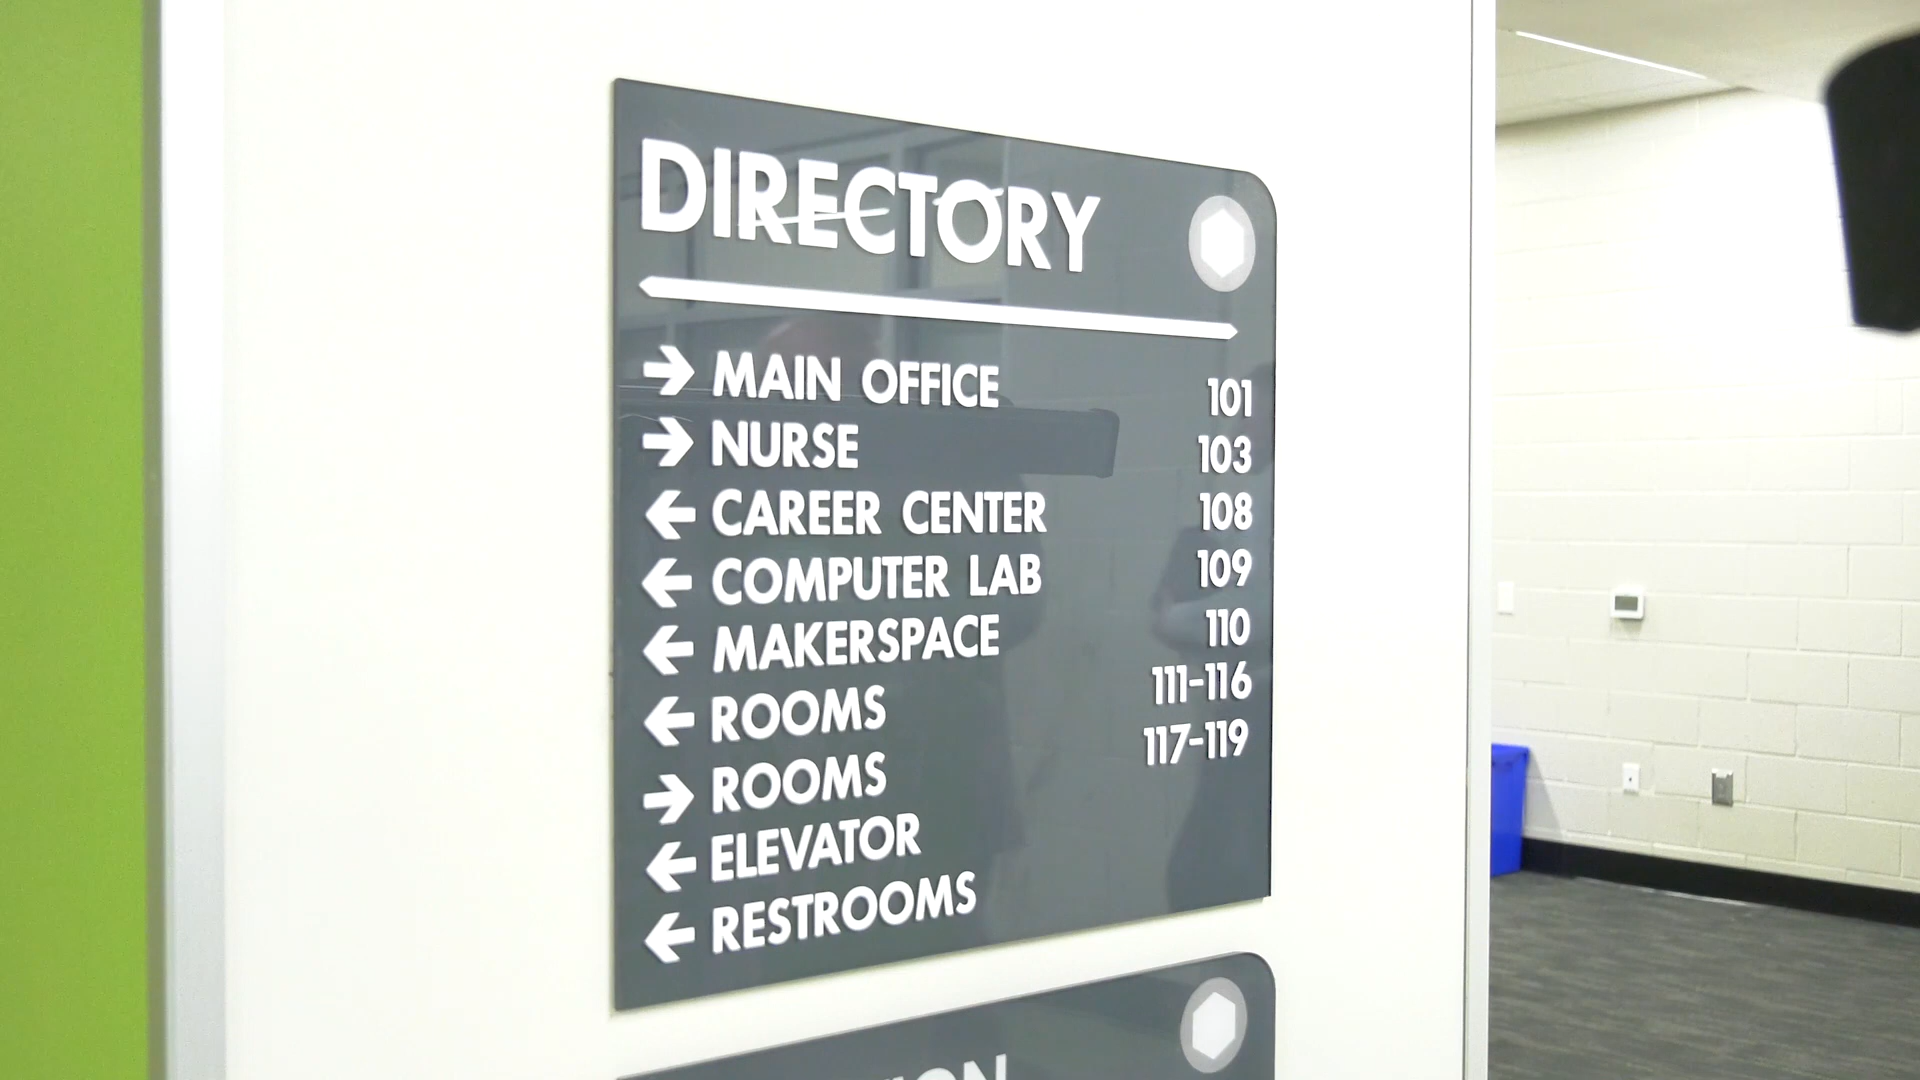 DIRECTORY
→ MAIN OFFICE 101
→ NURSE 103
← CAREER CENTER 108
← COMPUTER LAB 109
← MAKERSPACE 110
← ROOMS 111-116
→ ROOMS 117-119
← ELEVATOR
← RESTROOMS